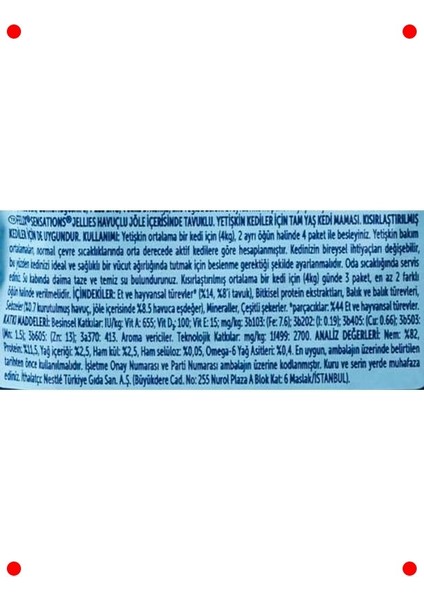 FELIX® SENSATIONS® JELLIES HAVUÇLU JÖLE İÇERİSİNDE TAVUKLU. YETİŞKİN KEDİLER İÇİN TAM YAŞ KEDİ MAMASI. KISIRLAŞTIRILMIŞ
KEDİLER İÇİN DE UYGUNDUR. KULLANIMI: Yetişkin ortalama bir kedi için (4kg), 2 ayrı öğün halinde 4 paket ile besleyiniz. Yetişkin bakım
ortalamaları, normal çevre sıcaklıklarında orta derecede aktif kedilere göre hesaplanmıştır. Kedinizin bireysel ihtiyaçları değişebilir,
bu yüzden kedinizi ideal ve sağlıklı bir vücut ağırlığında tutmak için beslenme gerektiği şekilde ayarlanmalıdır. Oda sıcaklığında servis
ediniz. Su kabında daima taze ve temiz su bulundurunuz. Kısırlaştırılmış ortalama bir kedi için (4kg) günde 3 paket, en az 2 farklı
öğün halinde verilmelidir. İÇİNDEKİLER: Et ve hayvansal türevler* (%14, %8'i tavuk), Bitkisel protein ekstraktları, Balık ve balık türevleri,
Sebzeler (%0.7 kurutulmuş havuç, jöle içerisinde %8.5 havuca eşdeğer), Mineraller, Çeşitli şekerler. *parçacıklar: %44 Et ve hayvansal türevler.
KATKI MADDELERİ: Besinsel Katkılar: IU/kg: Vit A: 655; Vit D₃: 100; Vit E: 15; mg/kg: 3b103: (Fe: 7.6); 3b202: (I: 0.19); 3b405: (Cu: 0.66); 3b503:
(Mn: 1.5); 3b605: (Zn: 13); 3a370: 413. Aroma vericiler. Teknolojik Katkılar: mg/kg: 1f499: 2700. ANALİZ DEĞERLERİ: Nem: %82,
Protein: %11,5, Yağ içeriği: %2,5, Ham kül: %2,5, Ham selüloz: %0,05, Omega-6 Yağ Asitleri: %0,4. En uygun, ambalajın üzerinde belirtilen
tarihten önce kullanılmalıdır. İşletme Onay Numarası ve Parti Numarası ambalajın üzerindedir. Kuru ve serin yerde muhafaza
ediniz. İthalatçı: Nestlé Türkiye Gıda San. A.Ş. (Büyükdere Cad. No: 255 Nurol Plaza A Blok Kat: 6 Maslak/İSTANBUL).